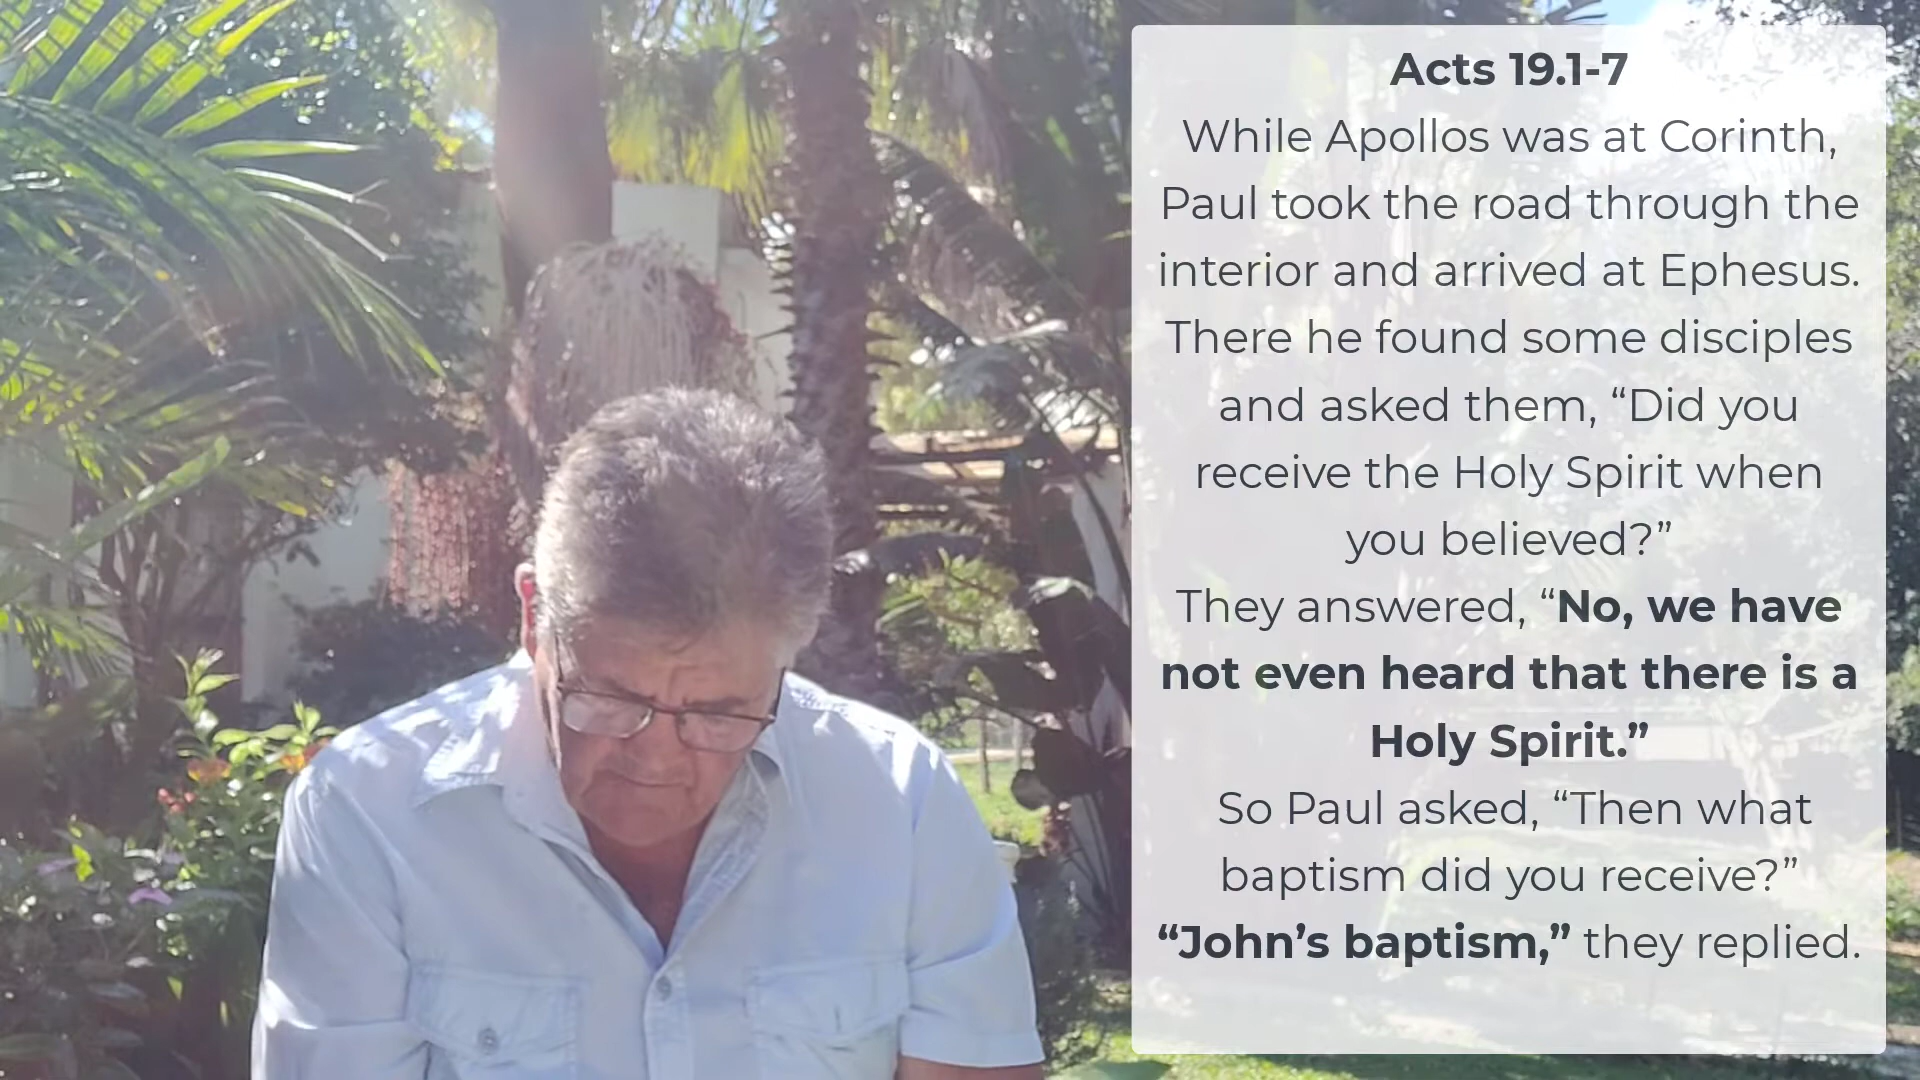 Acts 19.1-7
While Apollos was at Corinth,
Paul took the road through the
interior and arrived at Ephesus.
There he found some disciples
and asked them, “Did you
receive the Holy Spirit when
you believed?”
They answered, “No, we have
not even heard that there is a
Holy Spirit.”
So Paul asked, “Then what
baptism did you receive?”
“John’s baptism,” they replied.